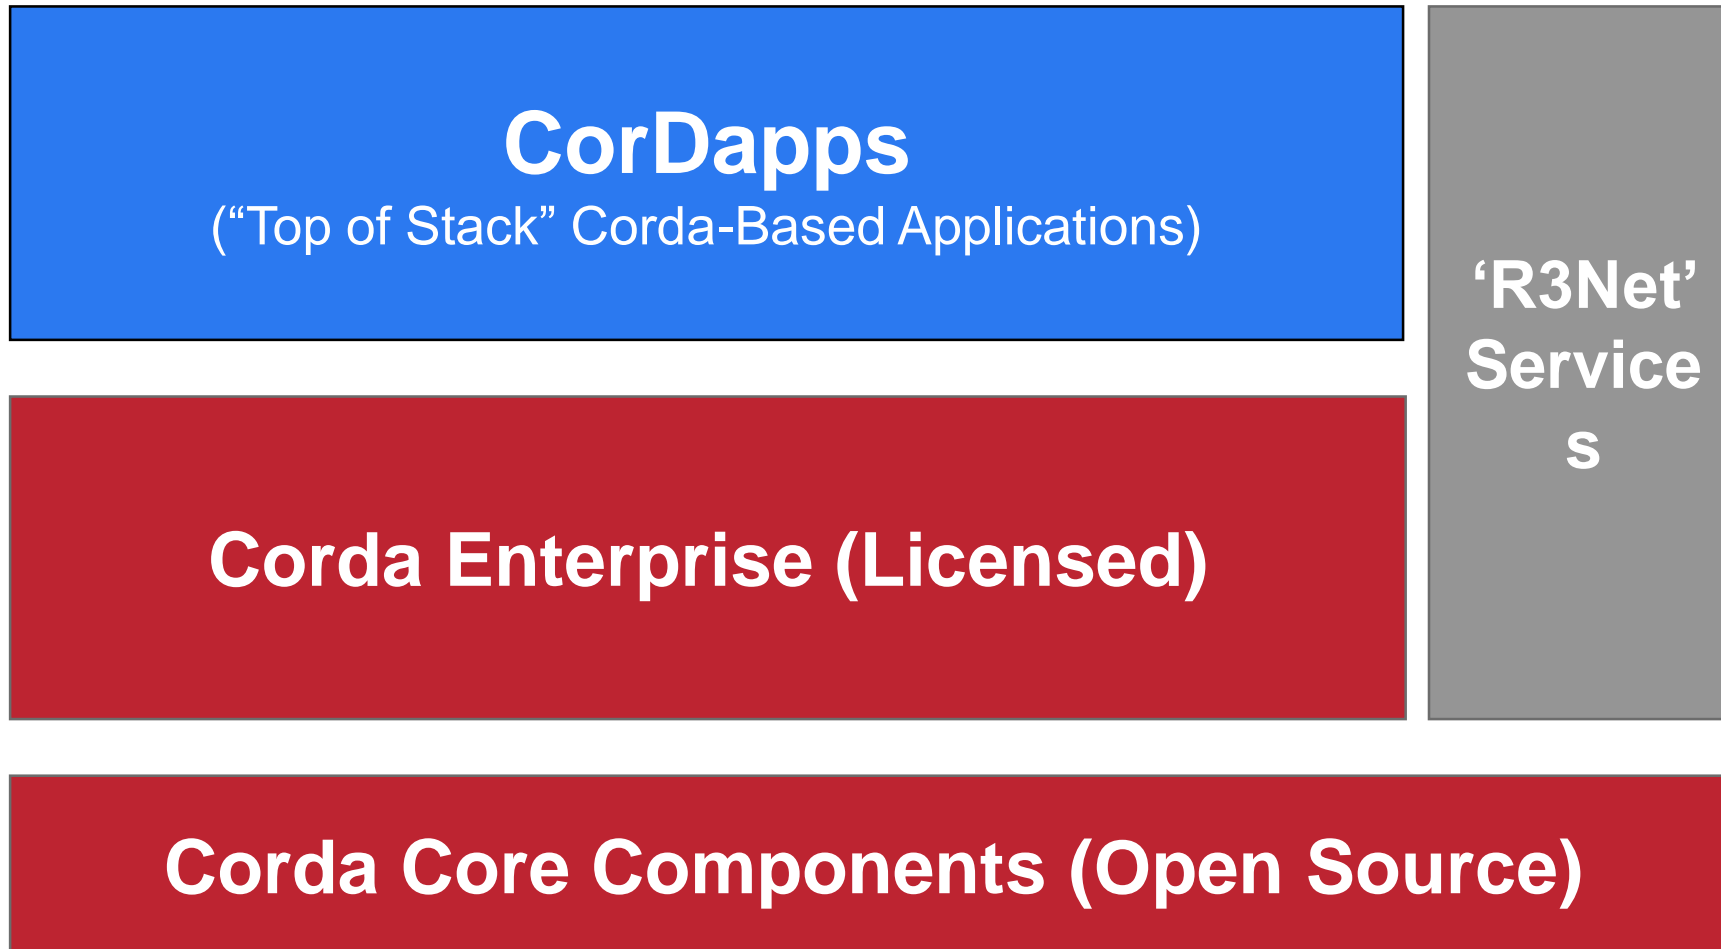 CorDapps
(“Top of Stack” Corda-Based Applications)
‘R3Net’
Service
s
Corda Enterprise (Licensed)
Corda Core Components (Open Source)